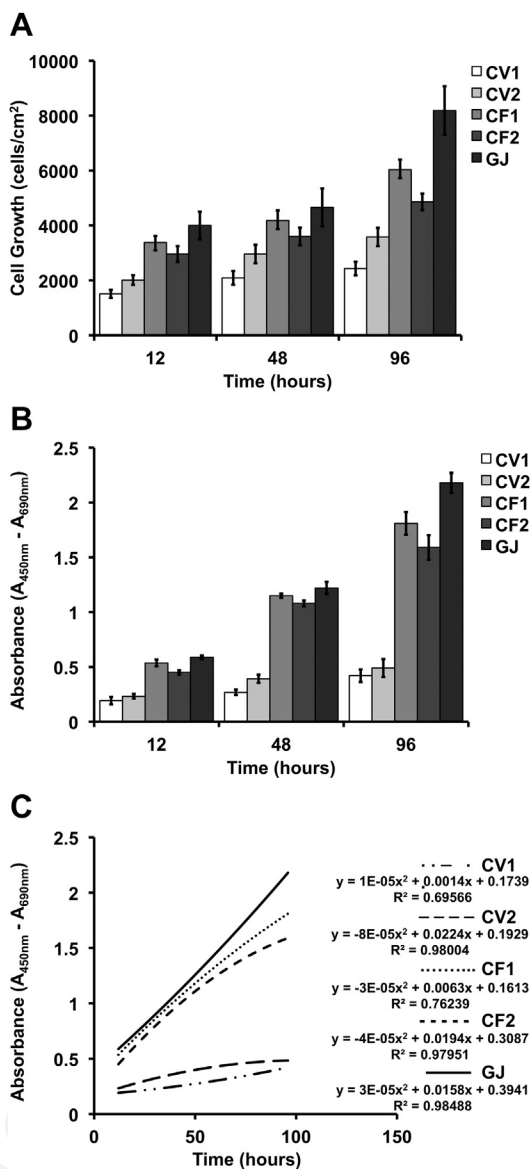 A
10000
8000
6000
4000
2000
0
Cell Growth (cells/cm²)
12 48 96
Time (hours)
CV1
CV2
CF1
CF2
GJ
B
2.5
2
1.5
1
0.5
0
Absorbance (A450nm - A690nm)
12 48 96
Time (hours)
CV1
CV2
CF1
CF2
GJ
C
2.5
2
1.5
1
0.5
0
Absorbance (A450nm - A690nm)
0 50 100 150
Time (hours)
CV1
y = 1E-05x² + 0.0014x + 0.1739
R² = 0.69566
CV2
y = -8E-05x² + 0.0224x + 0.1929
R² = 0.98004
CF1
y = -3E-05x² + 0.0063x + 0.1613
R² = 0.76239
CF2
y = -4E-05x² + 0.0194x + 0.3087
R² = 0.97951
GJ
y = 3E-05x² + 0.0158x + 0.3941
R² = 0.98488